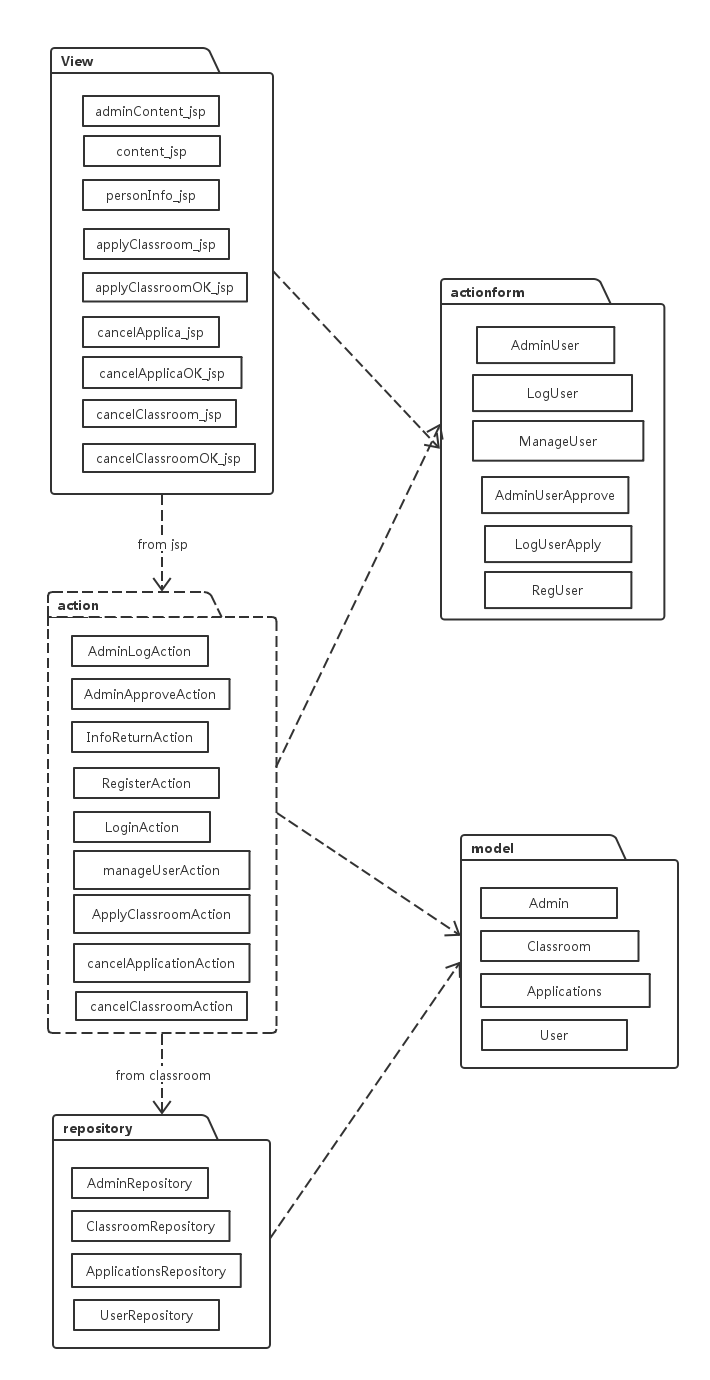 View
adminContent_jsp
content_jsp
personInfo_jsp
applyClassroom_jsp
applyClassroomOK_jsp
cancelApplica_jsp
cancelApplicaOK_jsp
cancelClassroom_jsp
cancelClassroomOK_jsp
from jsp
actionform
AdminUser
LogUser
ManageUser
AdminUserApprove
LogUserApply
RegUser
action
AdminLogAction
AdminApproveAction
InfoReturnAction
RegisterAction
LoginAction
manageUserAction
ApplyClassroomAction
cancelApplicationAction
cancelClassroomAction
from classroom
model
Admin
Classroom
Applications
User
repository
AdminRepository
ClassroomRepository
ApplicationsRepository
UserRepository